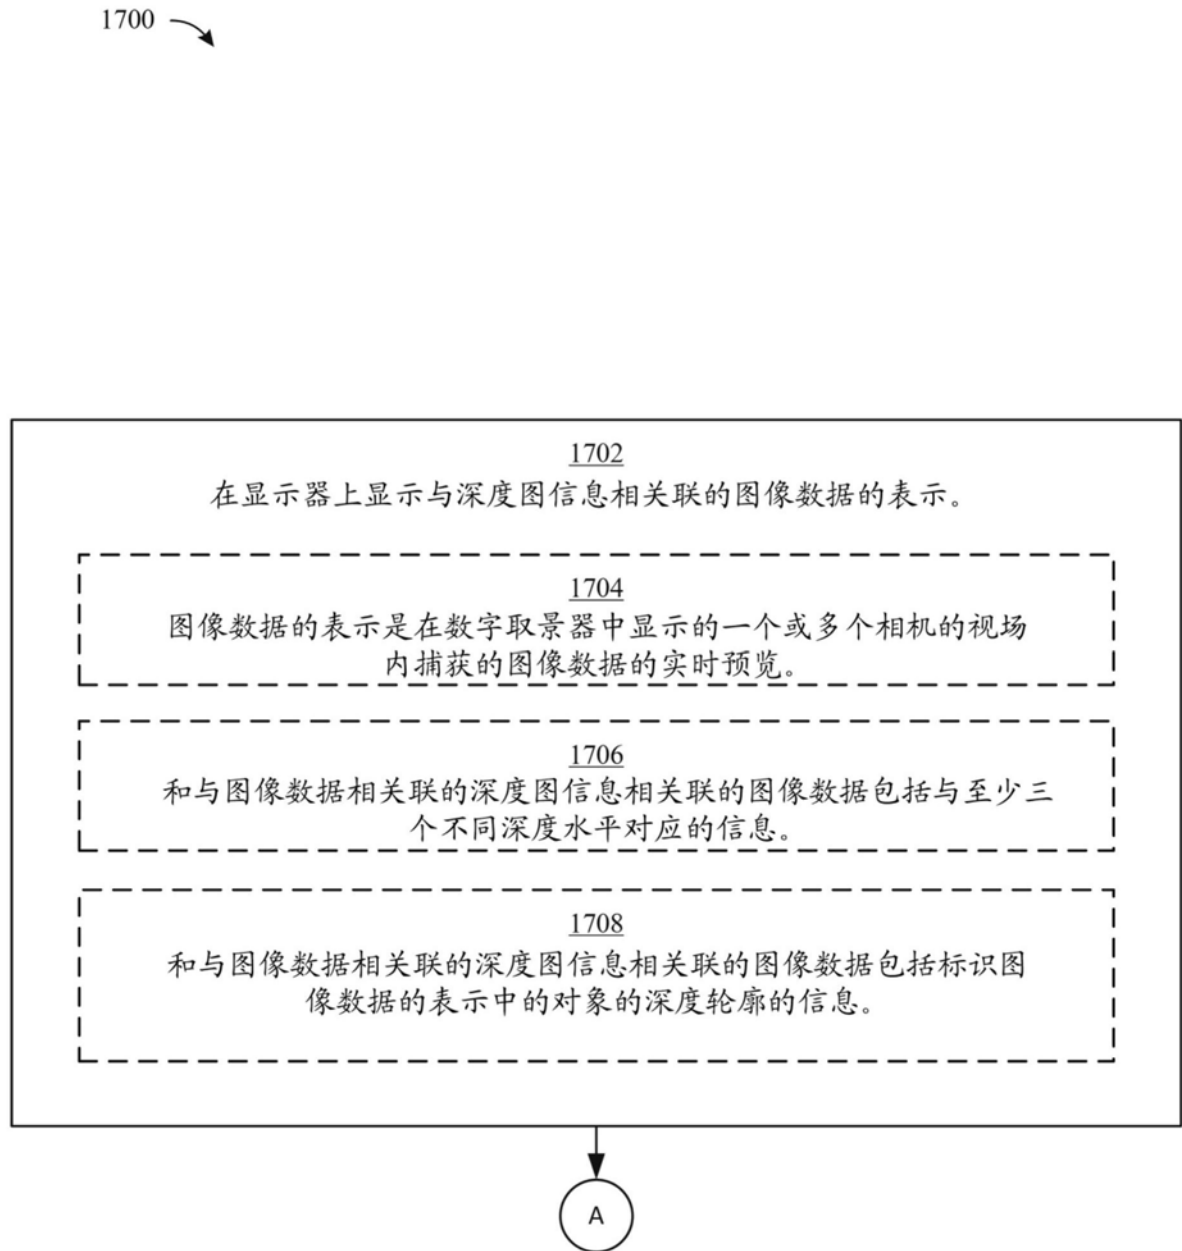 1700
1702
在显示器上显示与深度图信息相关联的图像数据的表示。
1704
图像数据的表示是在数字取景器中显示的一个或多个相机的视场
内捕获的图像数据的实时预览。
1706
和与图像数据相关联的深度图信息相关联的图像数据包括与至少三
个不同深度水平对应的信息。
1708
和与图像数据相关联的深度图信息相关联的图像数据包括标识图
像数据的表示中的对象的深度轮廓的信息。
A